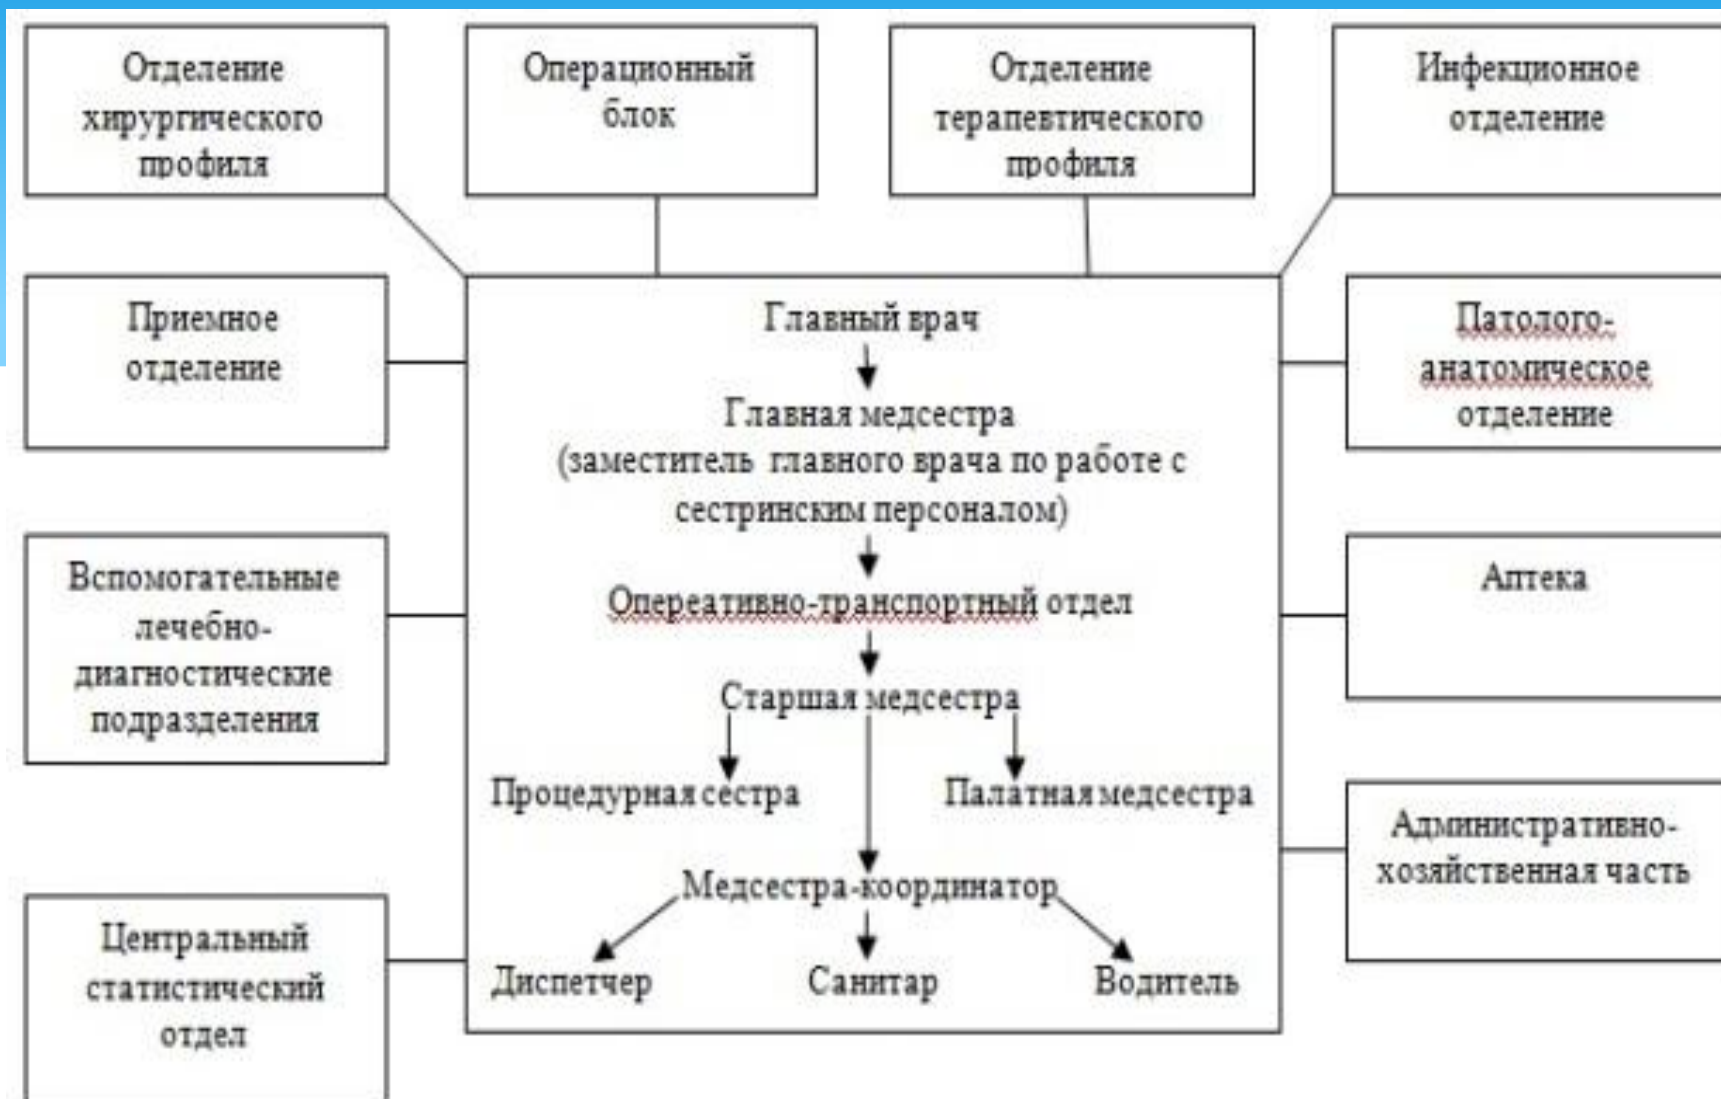 Отделение
хирургического
профиля
Операционный
блок
Отделение
терапевтического
профиля
Инфекционное
отделение
Приемное
отделение
Главный врач
Главная медсестра
(заместитель главного врача по работе с
сестринским персоналом)
Опереативно-транспортный отдел
Старшая медсестра
Процедурная сестра
Палатная медсестра
Медсестра-координатор
Диспетчер
Санитар
Водитель
Патолого-
анатомическое
отделение
Вспомогательные
лечебно-
диагностические
подразделения
Аптека
Административно-
хозяйственная часть
Центральный
статистический
отдел